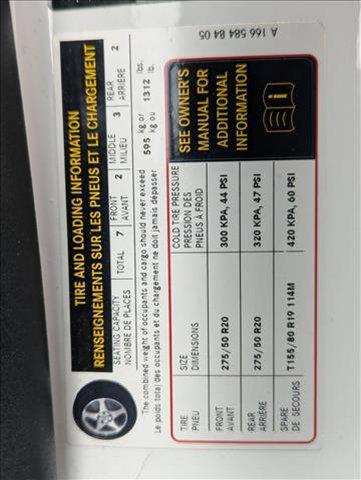 TIRE AND LOADING INFORMATION
RENSEIGNEMENTS SUR LES PNEUS ET LE CHARGEMENT
SEATING CAPACITY TOTAL 7 FRONT 2 MIDDLE 3 REAR 2
NOMBRE DE PLACES AVANT MILIEU ARRIÈRE
The combined weight of occupants and cargo should never exceed 595 kg or 1312 lbs.
Le poids total des occupants et du chargement ne doit jamais dépasser kg ou lb.
TIRE SIZE COLD TIRE PRESSURE
PNEU DIMENSIONS PRESSION DES
PNEUS À FROID
FRONT 275/50 R20 300 KPA, 44 PSI
AVANT
REAR 275/50 R20 320 KPA, 47 PSI
ARRIÈRE
SPARE T155/80 R19 114M 420 KPA, 60 PSI
DE SECOURS
SEE OWNER'S
MANUAL FOR
ADDITIONAL
INFORMATION
A 166 584 84 05